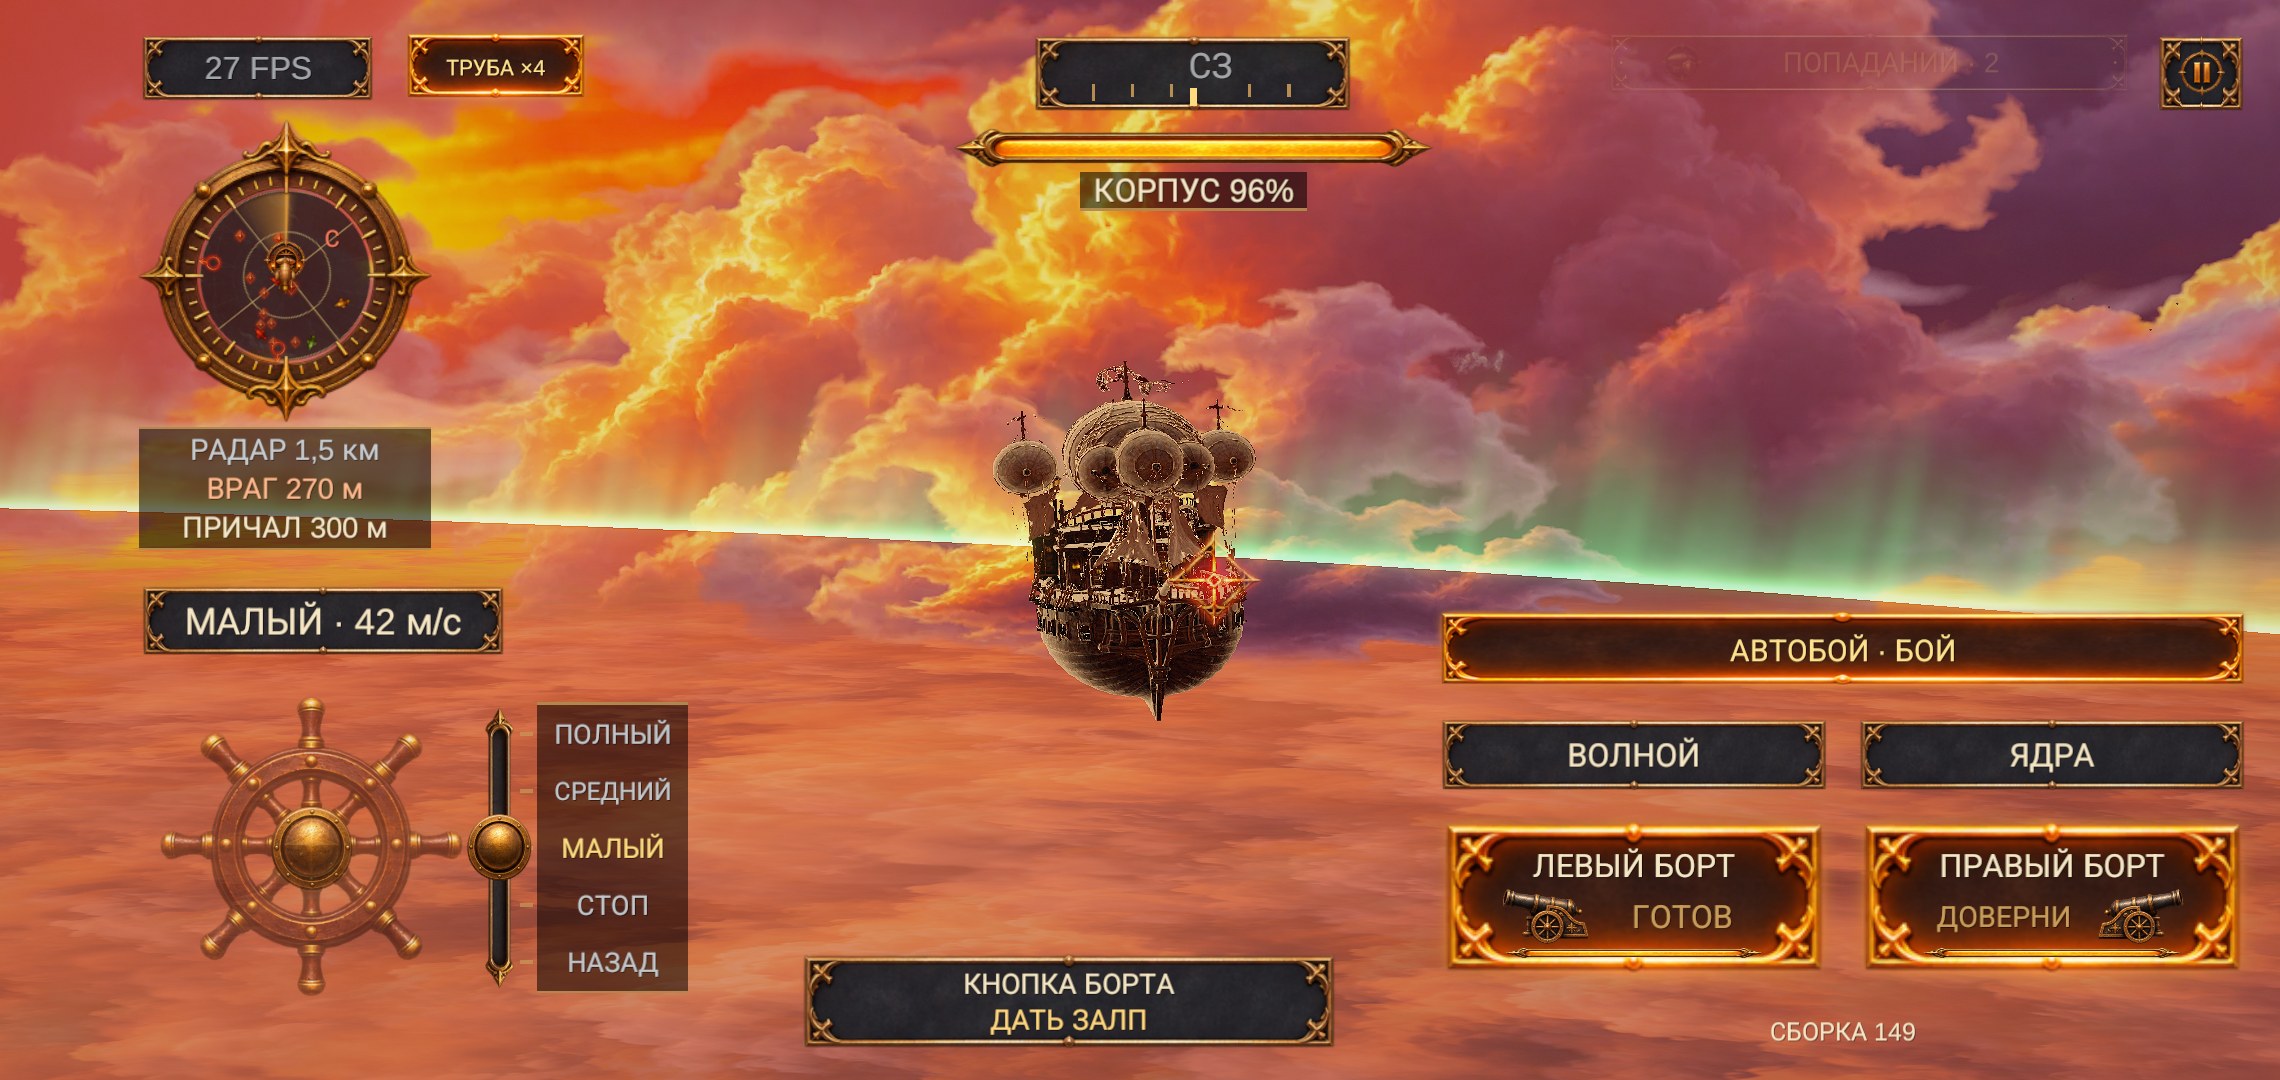 27 FPS
ТРУБА ×4
СЗ
ПОПАДАНИЙ · 2
КОРПУС 96%
С
РАДАР 1,5 км
ВРАГ 270 м
ПРИЧАЛ 300 м
МАЛЫЙ · 42 м/с
ПОЛНЫЙ
СРЕДНИЙ
МАЛЫЙ
СТОП
НАЗАД
АВТОБОЙ · БОЙ
ВОЛНОЙ
ЯДРА
ЛЕВЫЙ БОРТ
ГОТОВ
ПРАВЫЙ БОРТ
ДОВЕРНИ
КНОПКА БОРТА
ДАТЬ ЗАЛП
СБОРКА 149